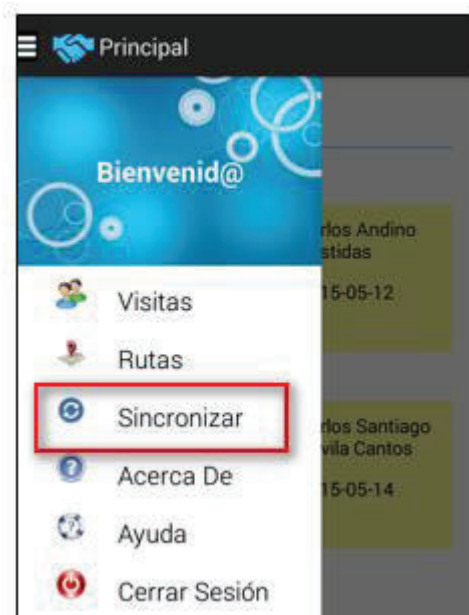 Principal
Bienvenid@
Visitas
Rutas
Sincronizar
Acerca De
Ayuda
Cerrar Sesión
rlos Andino
stidas
15-05-12
rlos Santiago
vila Cantos
15-05-14